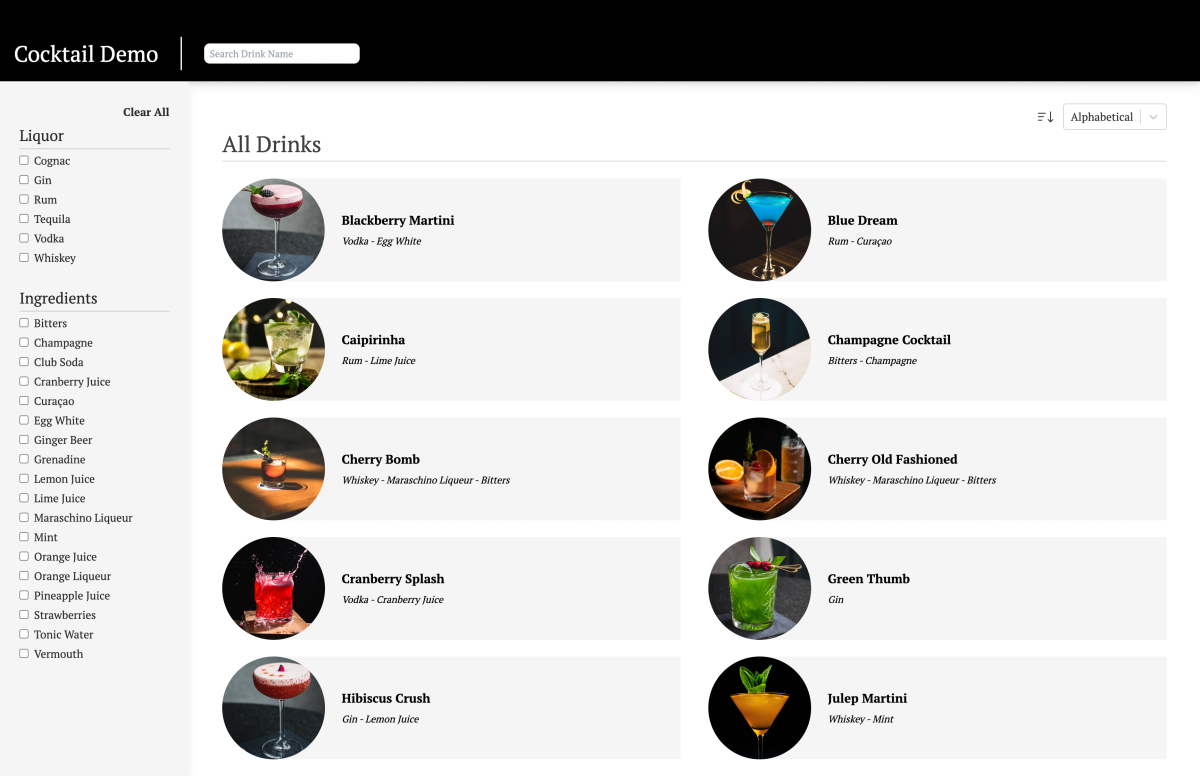 Cocktail Demo
Search Drink Name
Clear All
Liquor
Cognac
Gin
Rum
Tequila
Vodka
Whiskey
Ingredients
Bitters
Champagne
Club Soda
Cranberry Juice
Curaçao
Egg White
Ginger Beer
Grenadine
Lemon Juice
Lime Juice
Maraschino Liqueur
Mint
Orange Juice
Orange Liqueur
Pineapple Juice
Strawberries
Tonic Water
Vermouth
Alphabetical
All Drinks
Blackberry Martini
Vodka - Egg White
Blue Dream
Rum - Curaçao
Caipirinha
Rum - Lime Juice
Champagne Cocktail
Bitters - Champagne
Cherry Bomb
Whiskey - Maraschino Liqueur - Bitters
Cherry Old Fashioned
Whiskey - Maraschino Liqueur - Bitters
Cranberry Splash
Vodka - Cranberry Juice
Green Thumb
Gin
Hibiscus Crush
Gin - Lemon Juice
Julep Martini
Whiskey - Mint